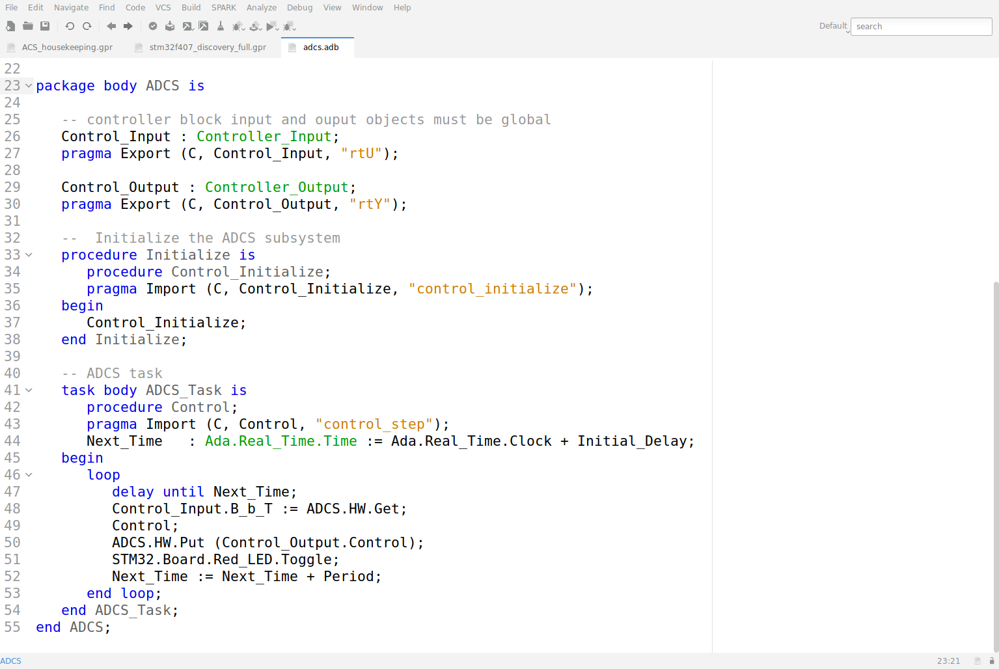 File Edit Navigate Find Code VCS Build SPARK Analyze Debug View Window Help
Default search
ACS_housekeeping.gpr stm32f407_discovery_full.gpr adcs.adb
22
23 package body ADCS is
24
25    -- controller block input and ouput objects must be global
26    Control_Input : Controller_Input;
27    pragma Export (C, Control_Input, "rtU");
28
29    Control_Output : Controller_Output;
30    pragma Export (C, Control_Output, "rtY");
31
32    --  Initialize the ADCS subsystem
33    procedure Initialize is
34       procedure Control_Initialize;
35       pragma Import (C, Control_Initialize, "control_initialize");
36    begin
37       Control_Initialize;
38    end Initialize;
39
40    -- ADCS task
41    task body ADCS_Task is
42       procedure Control;
43       pragma Import (C, Control, "control_step");
44       Next_Time   : Ada.Real_Time.Time := Ada.Real_Time.Clock + Initial_Delay;
45    begin
46       loop
47          delay until Next_Time;
48          Control_Input.B_b_T := ADCS.HW.Get;
49          Control;
50          ADCS.HW.Put (Control_Output.Control);
51          STM32.Board.Red_LED.Toggle;
52          Next_Time := Next_Time + Period;
53       end loop;
54    end ADCS_Task;
55 end ADCS;
ADCS 23:21